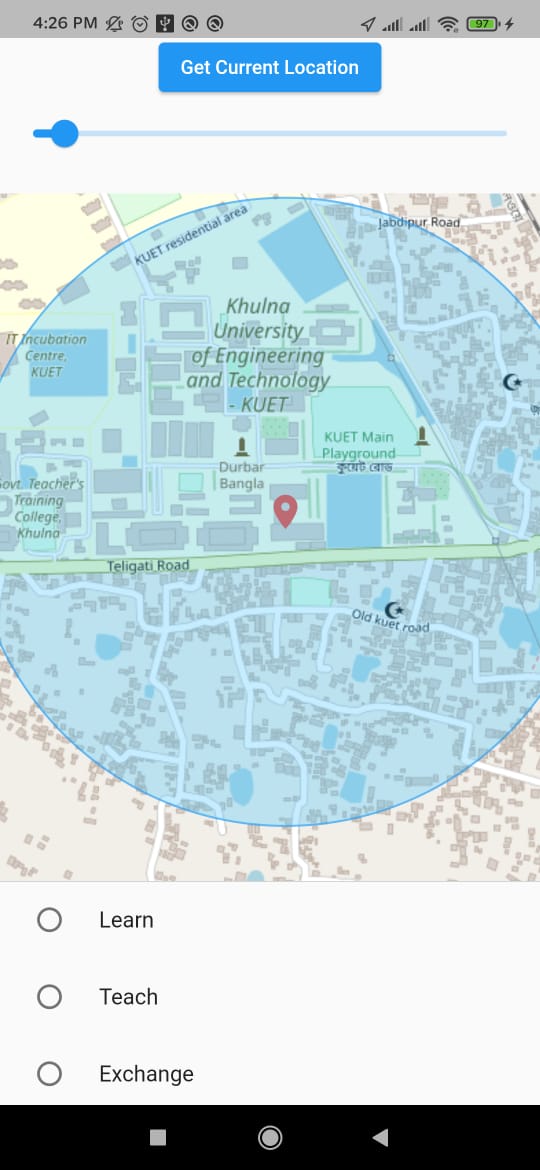 4:26 PM
97
Get Current Location
Jabdipur Road
KUET residential area
Khulna
University
of Engineering
and Technology
- KUET
IT Incubation
Centre,
KUET
KUET Main
Playground
কুয়েট রোড
Durbar
Bangla
Govt. Teacher's
Training
College,
Khulna
Teligati Road
Old kuet road
Learn
Teach
Exchange